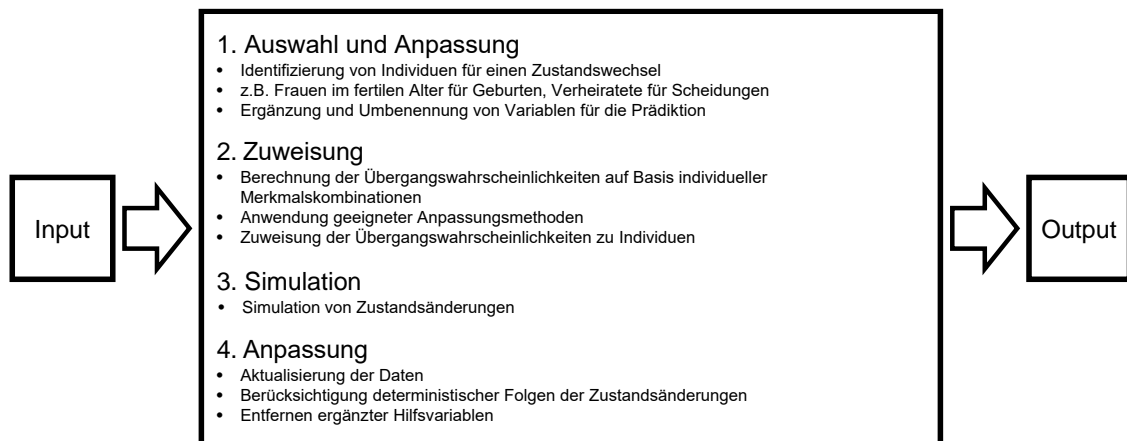 1. Auswahl und Anpassung
• Identifizierung von Individuen für einen Zustandswechsel
• z.B. Frauen im fertilen Alter für Geburten, Verheiratete für Scheidungen
• Ergänzung und Umbenennung von Variablen für die Prädiktion
2. Zuweisung
• Berechnung der Übergangswahrscheinlichkeiten auf Basis individueller
Merkmalskombinationen
• Anwendung geeigneter Anpassungsmethoden
• Zuweisung der Übergangswahrscheinlichkeiten zu Individuen
3. Simulation
• Simulation von Zustandsänderungen
4. Anpassung
• Aktualisierung der Daten
• Berücksichtigung deterministischer Folgen der Zustandsänderungen
• Entfernen ergänzter Hilfsvariablen
Input
Output